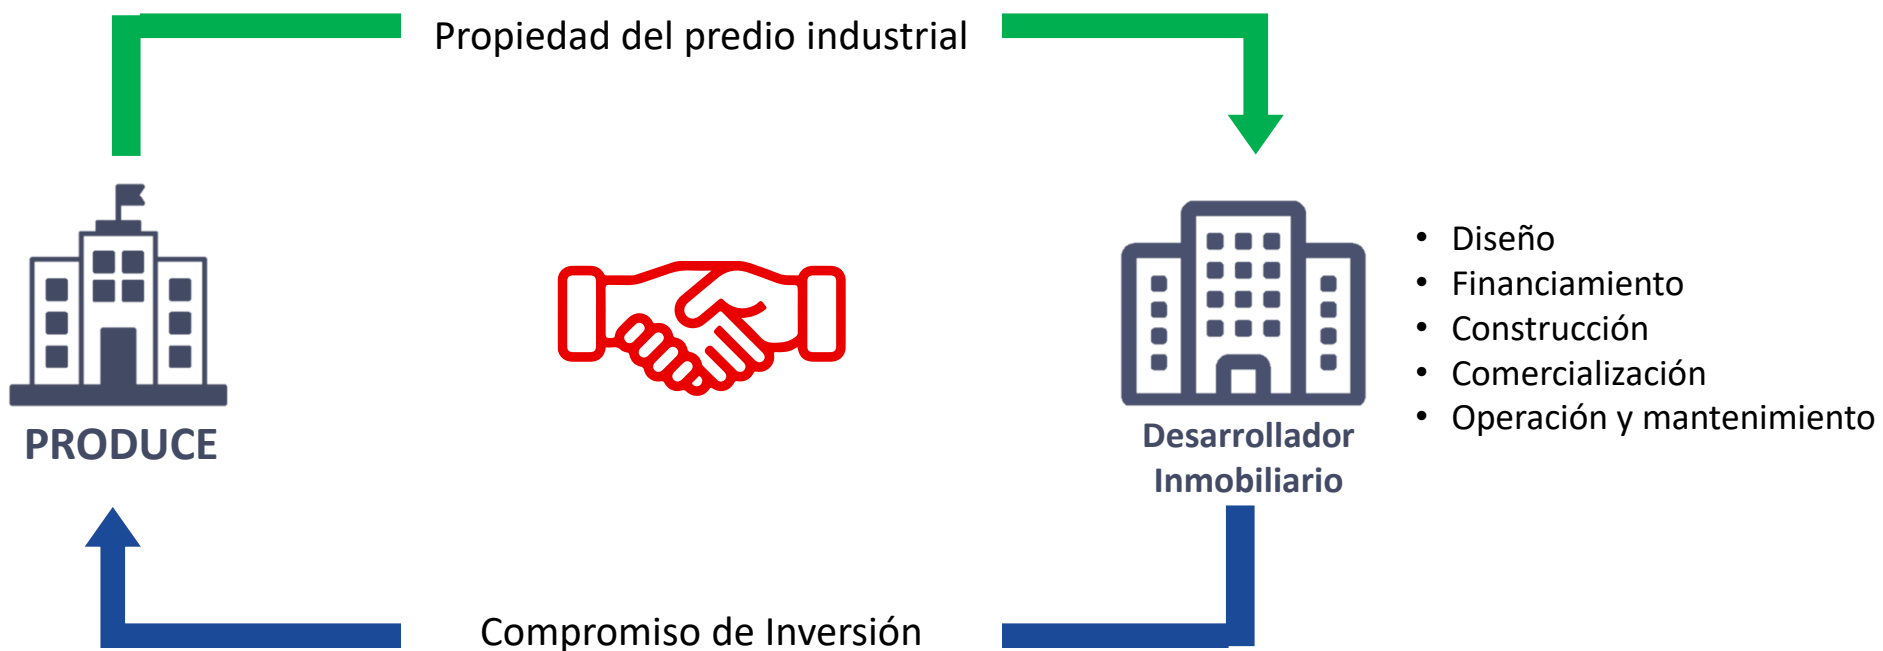 Propiedad del predio industrial
PRODUCE
Desarrollador
Inmobiliario
• Diseño
• Financiamiento
• Construcción
• Comercialización
• Operación y mantenimiento
Compromiso de Inversión